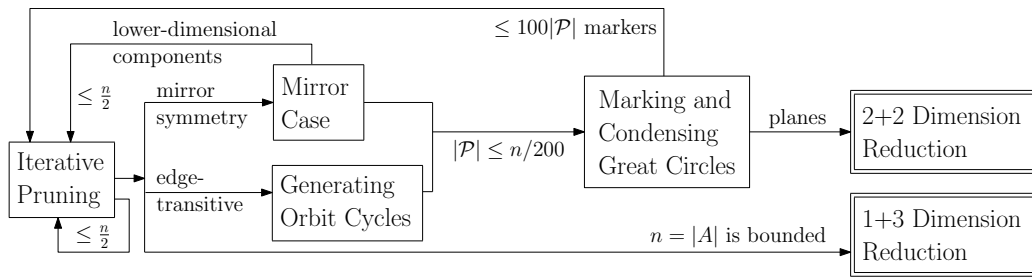 ≤ 100|𝒫| markers
lower-dimensional
components
≤ n/2
mirror
symmetry
Mirror
Case
Marking and
Condensing
Great Circles
planes
2+2 Dimension
Reduction
|𝒫| ≤ n/200
Iterative
Pruning
edge-
transitive
Generating
Orbit Cycles
≤ n/2
n = |A| is bounded
1+3 Dimension
Reduction